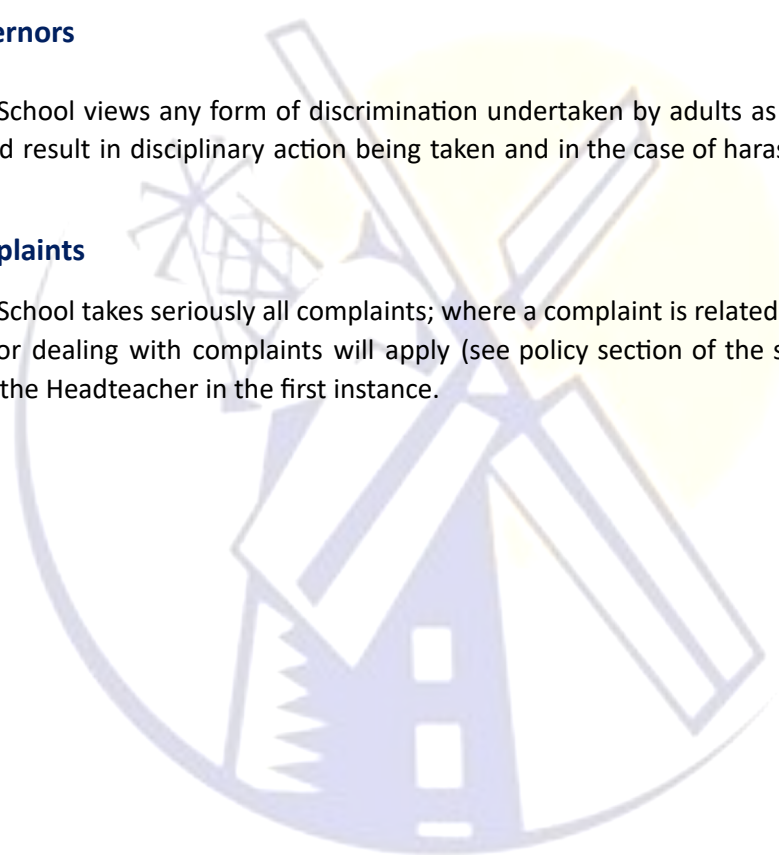 ernors
School views any form of discrimination undertaken by adults as
d result in disciplinary action being taken and in the case of haras
plaints
School takes seriously all complaints; where a complaint is related
or dealing with complaints will apply (see policy section of the s
the Headteacher in the first instance.